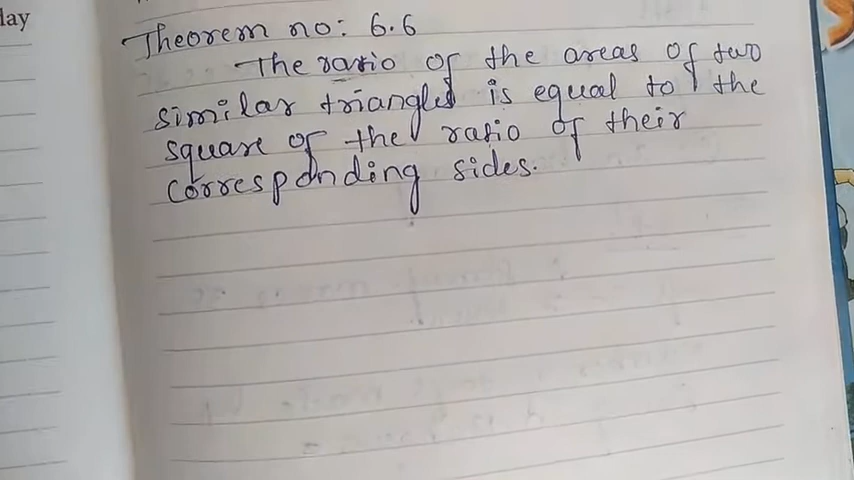 lay
Theorem no: 6.6
The ratio of the areas of two
similar triangles is equal to the
square of the ratio of their
corresponding sides.